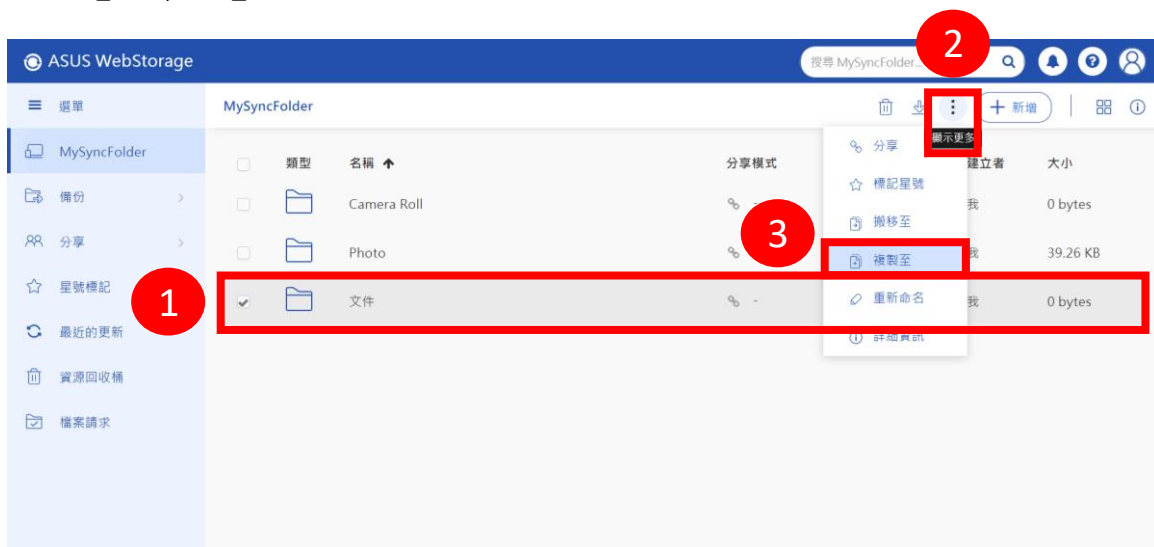 2
ASUS WebStorage
搜尋 MySyncFolder...
選單
MySyncFolder
+ 新增
顯示更多
MySyncFolder
備份
分享
星號標記
最近的更新
資源回收桶
檔案請求
類型 名稱 分享模式 建立者 大小
Camera Roll - 我 0 bytes
Photo 我 39.26 KB
文件 - 我 0 bytes
1
3
分享
標記星號
搬移至
複製至
重新命名
詳細資訊